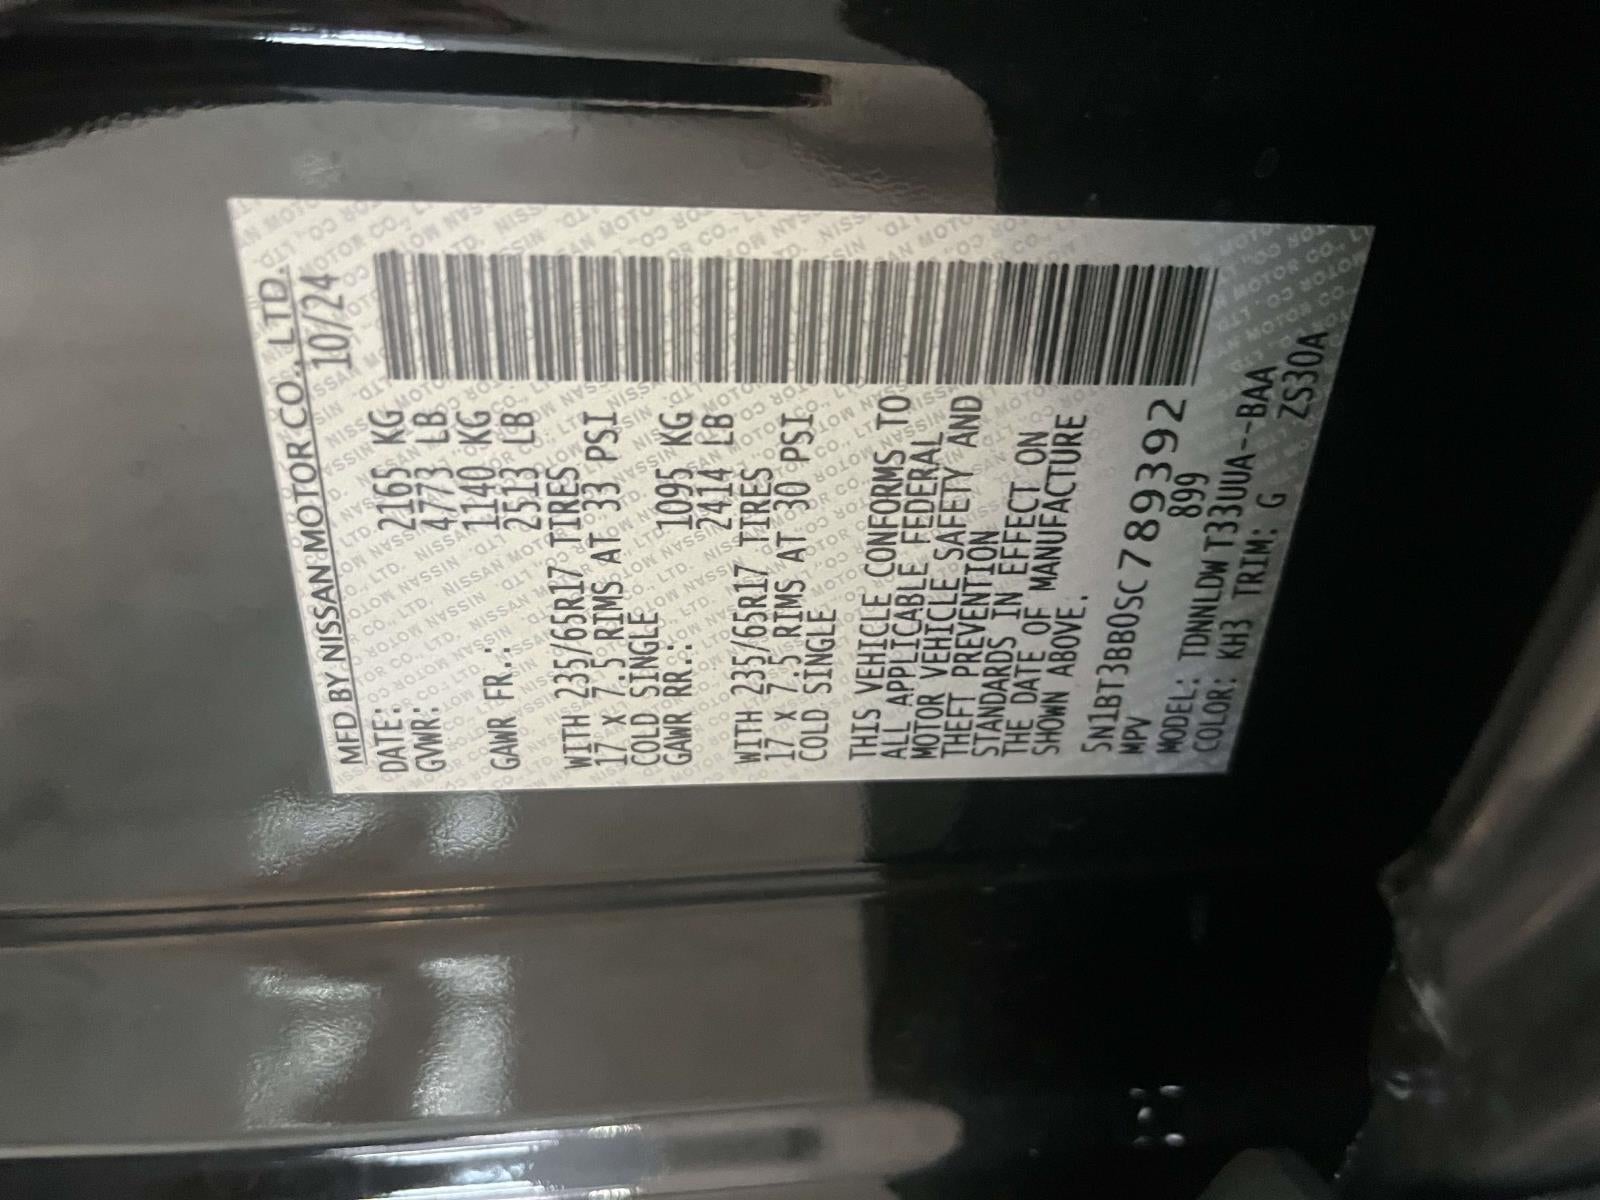 MFD BY NISSAN MOTOR CO., LTD.
DATE: 10/24
GVWR: 2165 KG
4773 LB
GAWR FR.: 1140 KG
2513 LB
WITH 235/65R17 TIRES
17 x 7.5 RIMS AT 33 PSI
COLD SINGLE
GAWR RR.: 1095 KG
2414 LB
WITH 235/65R17 TIRES
17 x 7.5 RIMS AT 30 PSI
COLD SINGLE
THIS VEHICLE CONFORMS TO
ALL APPLICABLE FEDERAL
MOTOR VEHICLE SAFETY AND
THEFT PREVENTION
STANDARDS IN EFFECT ON
THE DATE OF MANUFACTURE
SHOWN ABOVE.
5N1BT3BB0SC789392
MPV 899
MODEL: TDNNLDWT33UUA--BAA
COLOR: KH3 TRIM: G ZS30A